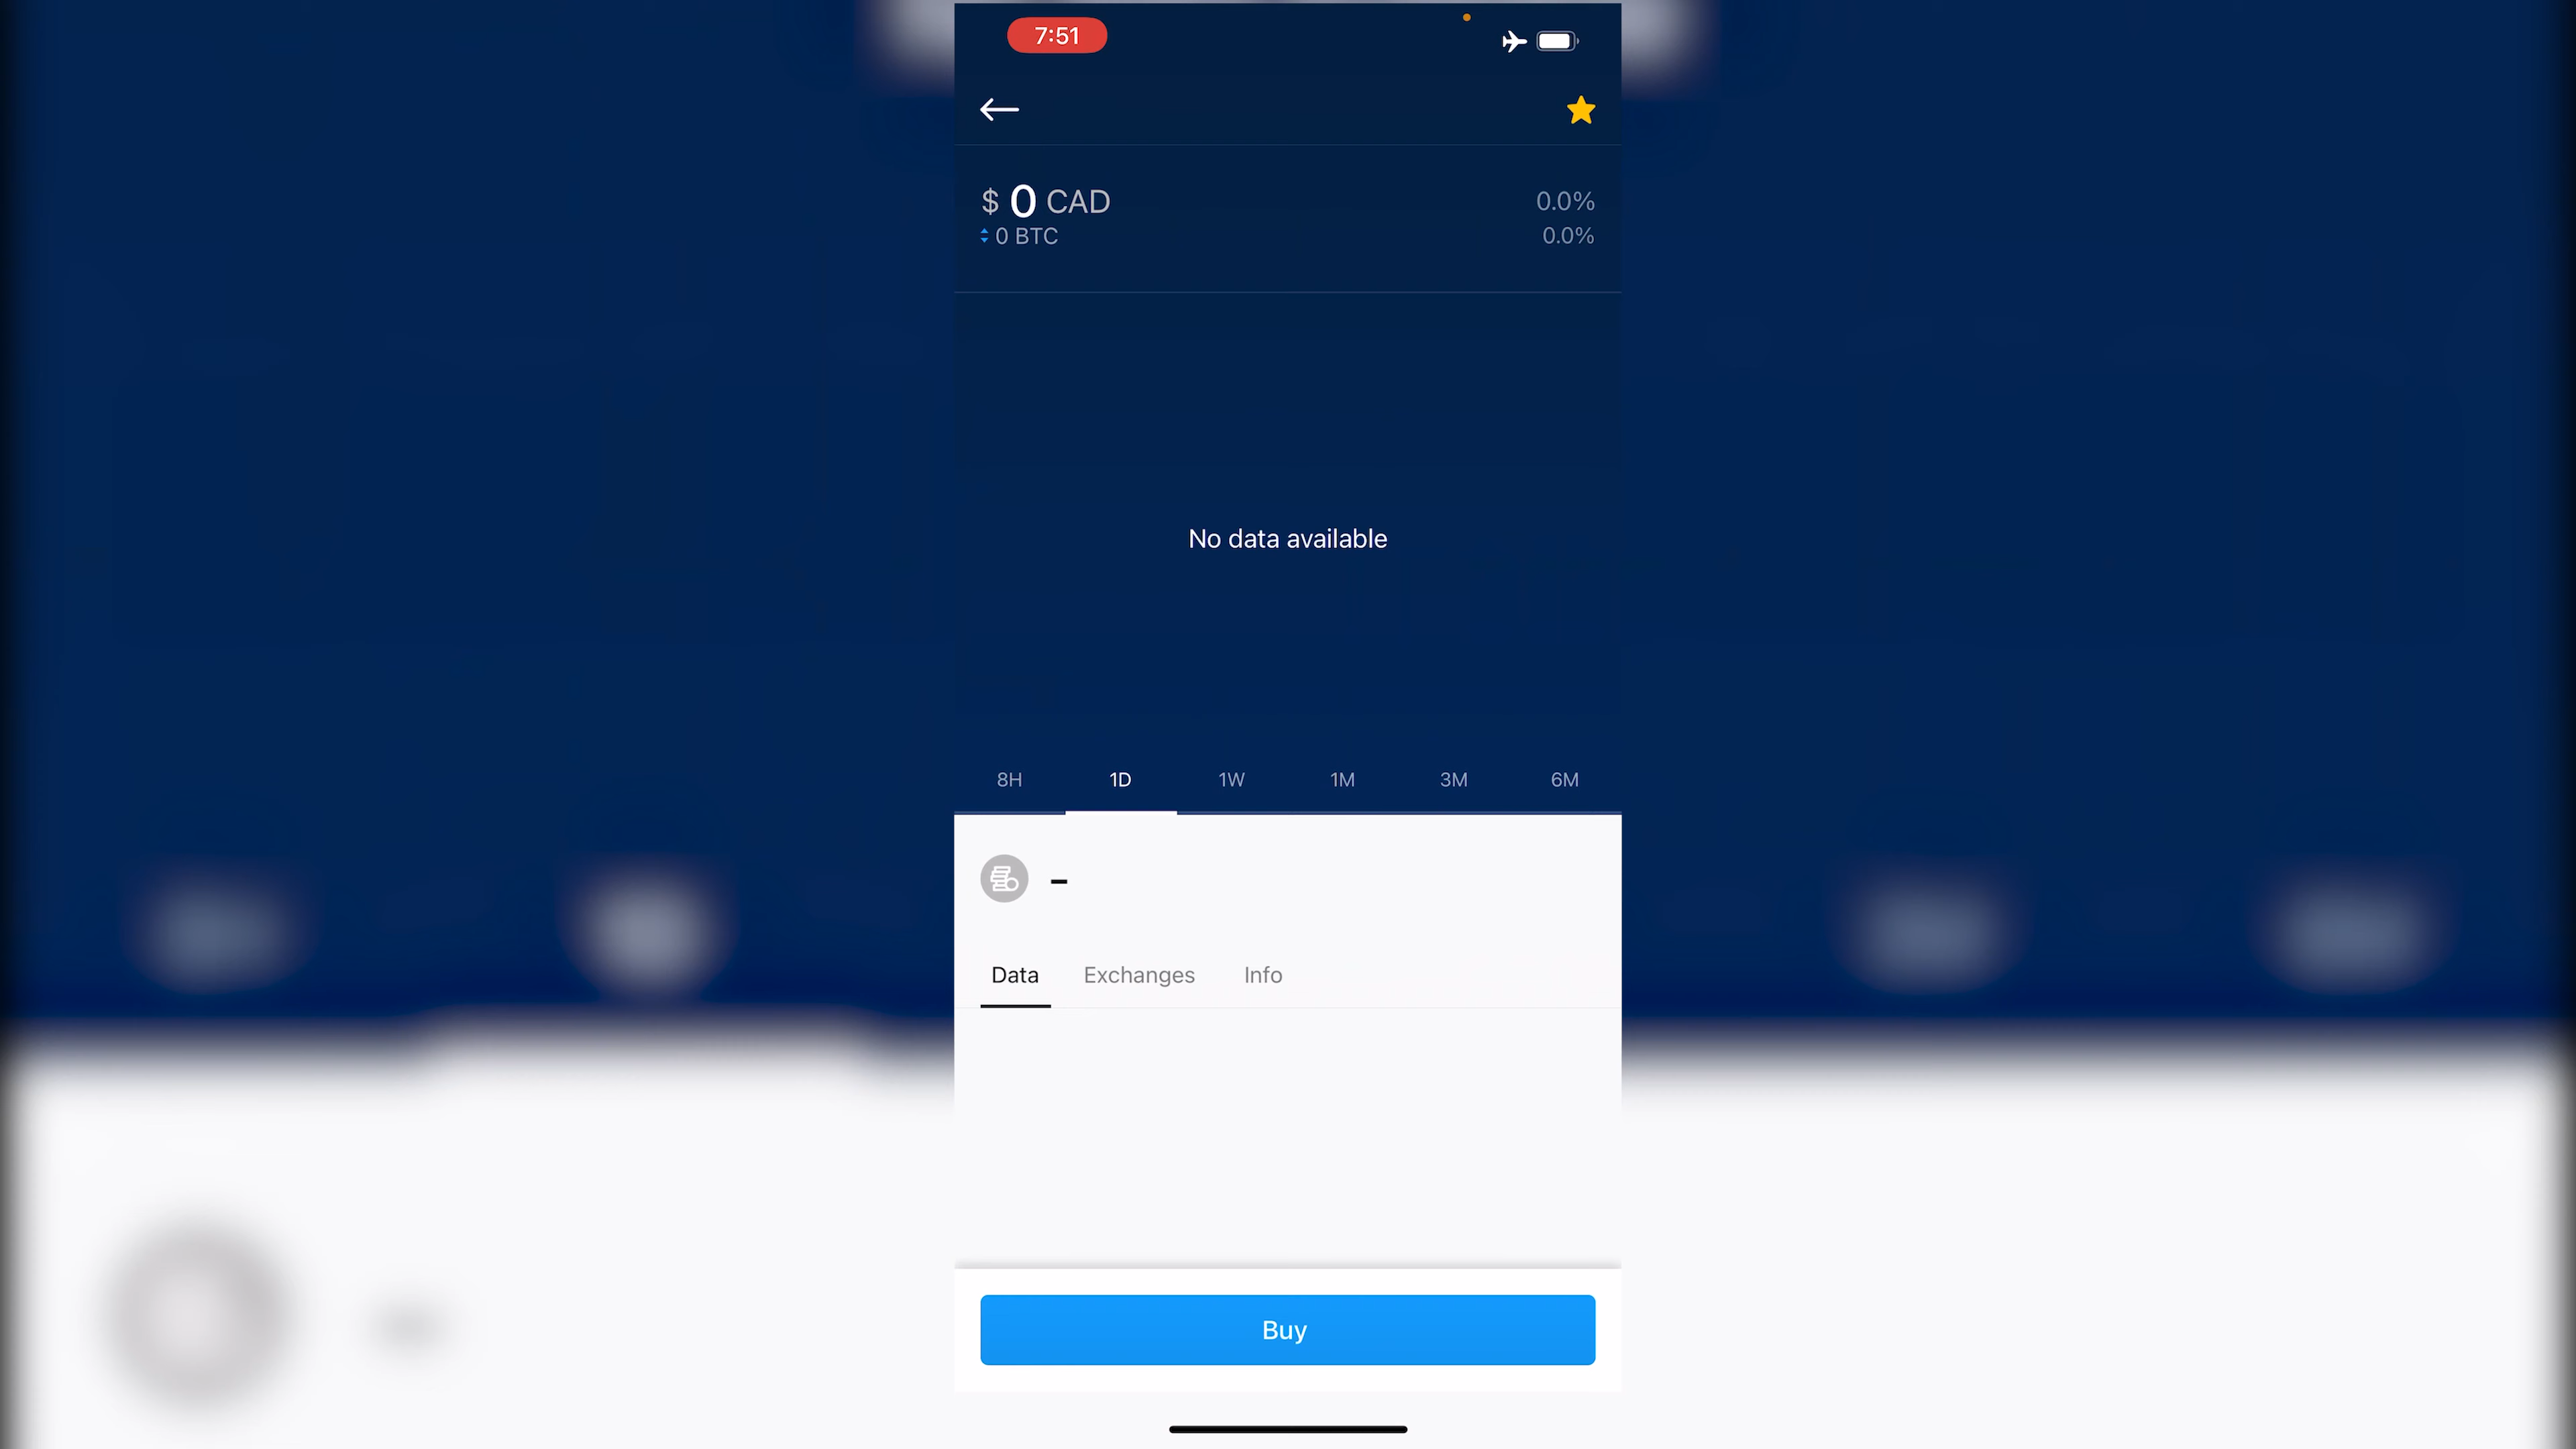 7:51
$ 0 CAD
0.0%
0 BTC
0.0%
No data available
8H 1D 1W 1M 3M 6M
-
Data Exchanges Info
Buy